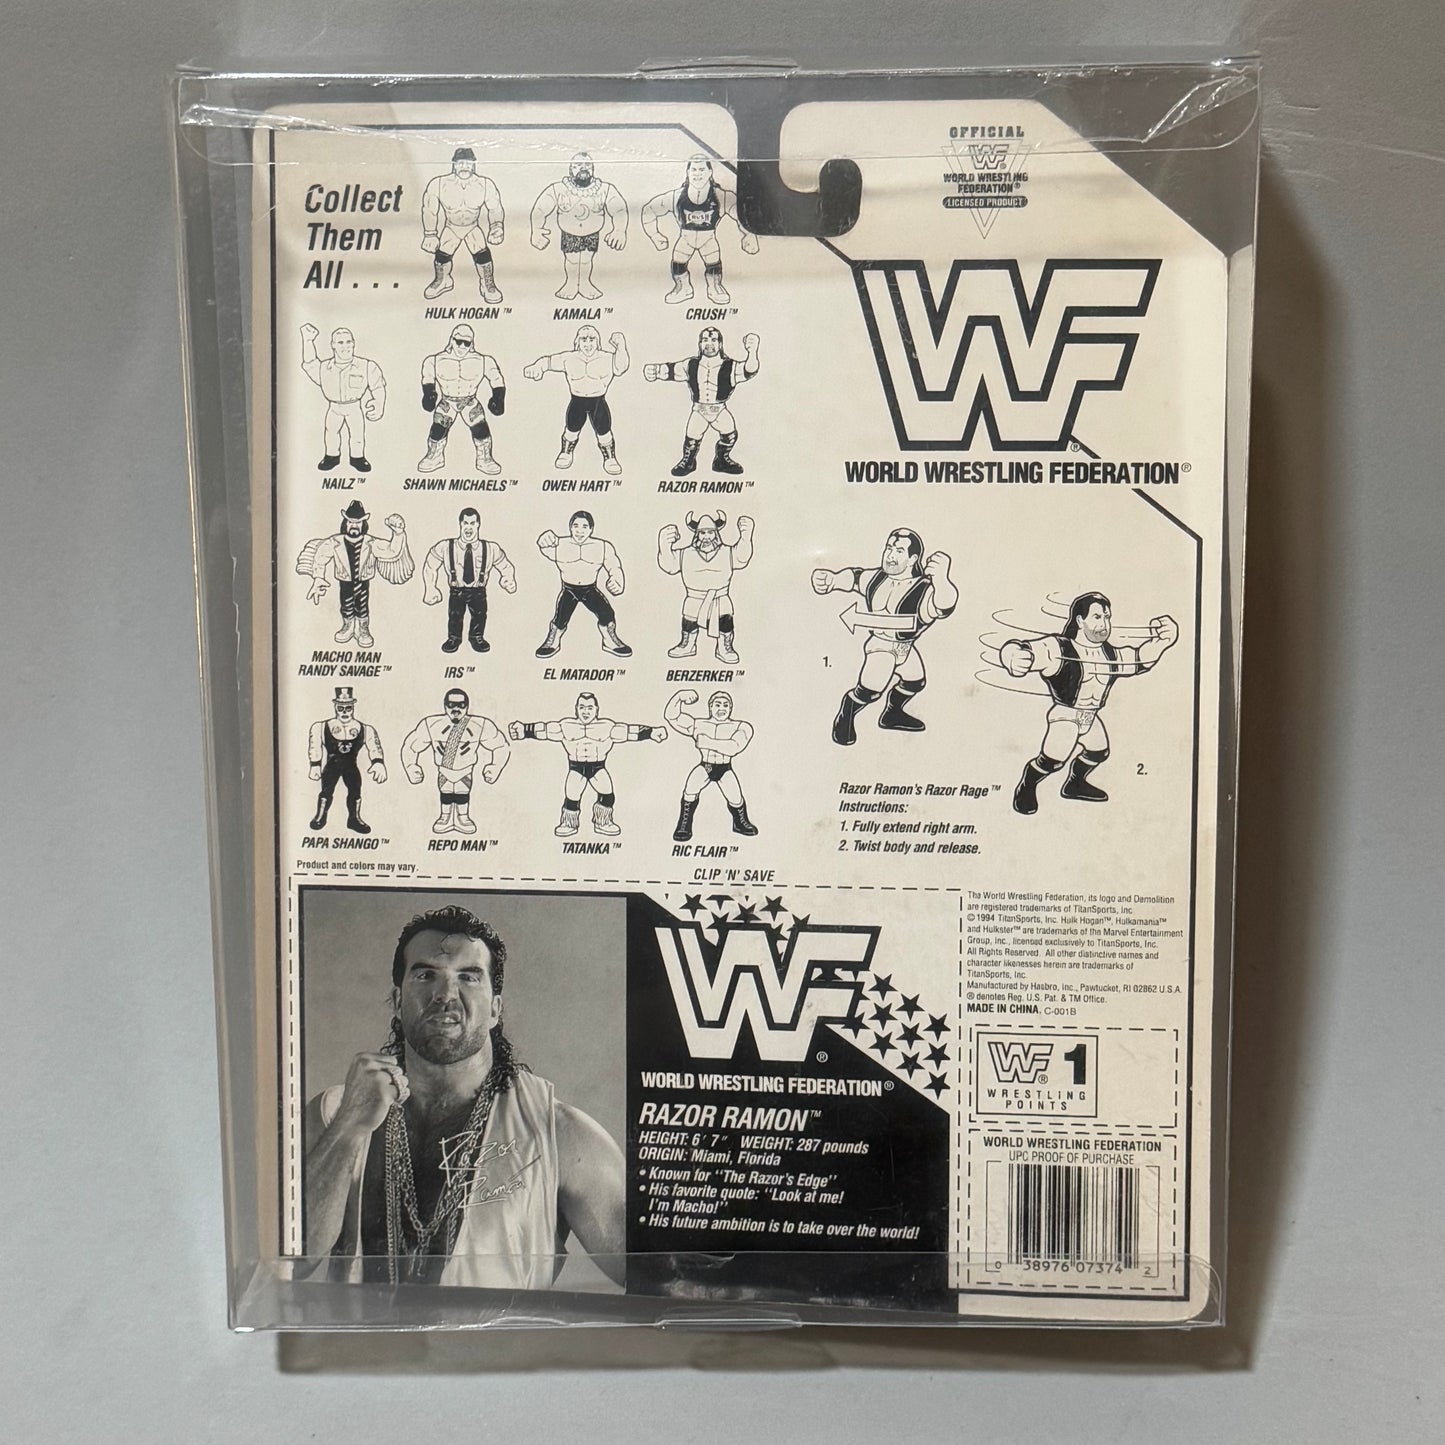 Collect
Them
All . . .
OFFICIAL
WF
WORLD WRESTLING
FEDERATION®
LICENSED PRODUCT
HULK HOGAN™
KAMALA™
CRUSH
CRUSH™
WF®
WORLD WRESTLING FEDERATION®
NAILZ™
SHAWN MICHAELS™
OWEN HART™
RAZOR RAMON™
MACHO MAN
RANDY SAVAGE™
IRS™
EL MATADOR™
BERZERKER™
PAPA SHANGO™
REPO MAN™
TATANKA™
RIC FLAIR™
1.
2.
Razor Ramon's Razor Rage™
Instructions:
1. Fully extend right arm.
2. Twist body and release.
Product and colors may vary.
CLIP 'N' SAVE
Razor
Ramon
WF®
WORLD WRESTLING FEDERATION®
RAZOR RAMON™
HEIGHT: 6' 7" WEIGHT: 287 pounds
ORIGIN: Miami, Florida
• Known for "The Razor's Edge"
• His favorite quote: "Look at me!
I'm Macho!"
• His future ambition is to take over the world!
The World Wrestling Federation, its logo and Demolition
are registered trademarks of TitanSports, Inc.
© 1994 TitanSports, Inc. Hulk Hogan™, Hulkamania™
and Hulkster™ are trademarks of the Marvel Entertainment
Group, Inc., licensed exclusively to TitanSports, Inc.
All Rights Reserved. All other distinctive names and
character likenesses herein are trademarks of
TitanSports, Inc.
Manufactured by Hasbro, Inc., Pawtucket, RI 02862 U.S.A.
® denotes Reg. U.S. Pat. & TM Office.
MADE IN CHINA. C-001B
WF® 1
WRESTLING
POINTS
WORLD WRESTLING FEDERATION
UPC PROOF OF PURCHASE
0 38976 07374 2